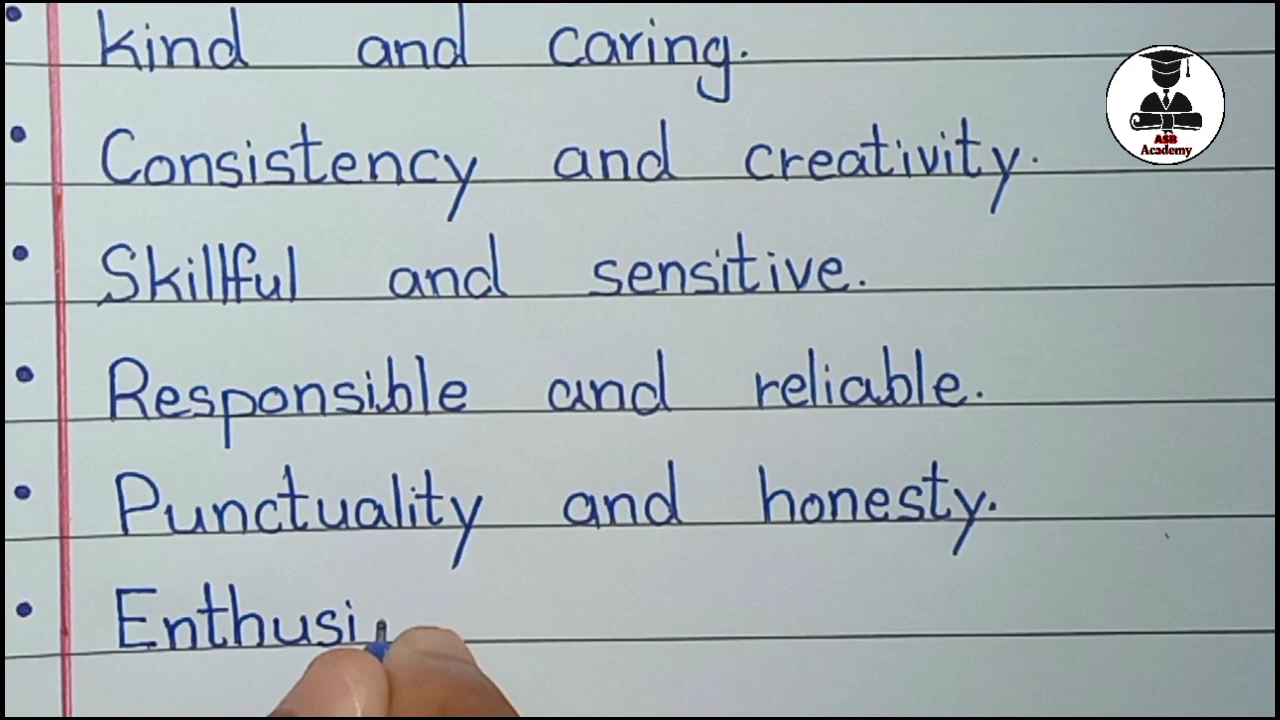 Kind and caring.
Consistency and creativity.
Skillful and sensitive.
Responsible and reliable.
Punctuality and honesty.
Enthusi
ASB
Academy